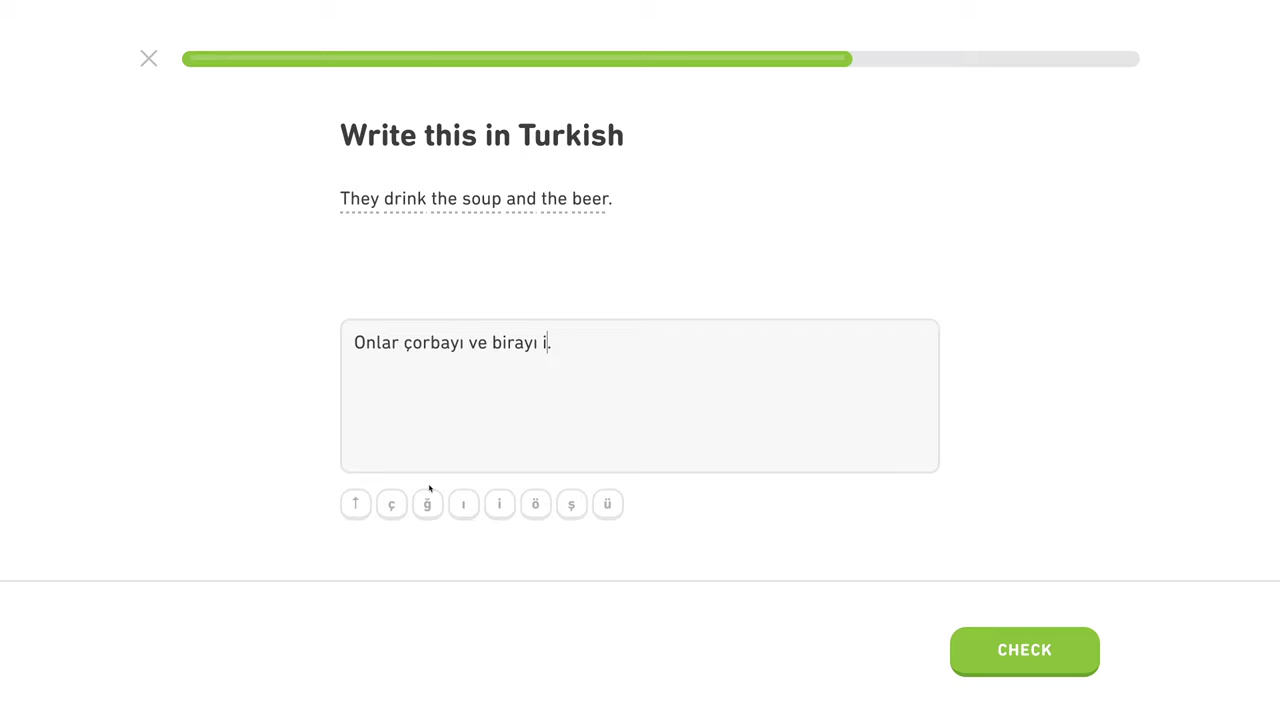 Write this in Turkish
They drink the soup and the beer.
Onlar çorbayı ve birayı i.
↑ ç ğ ı i ö ş ü
CHECK